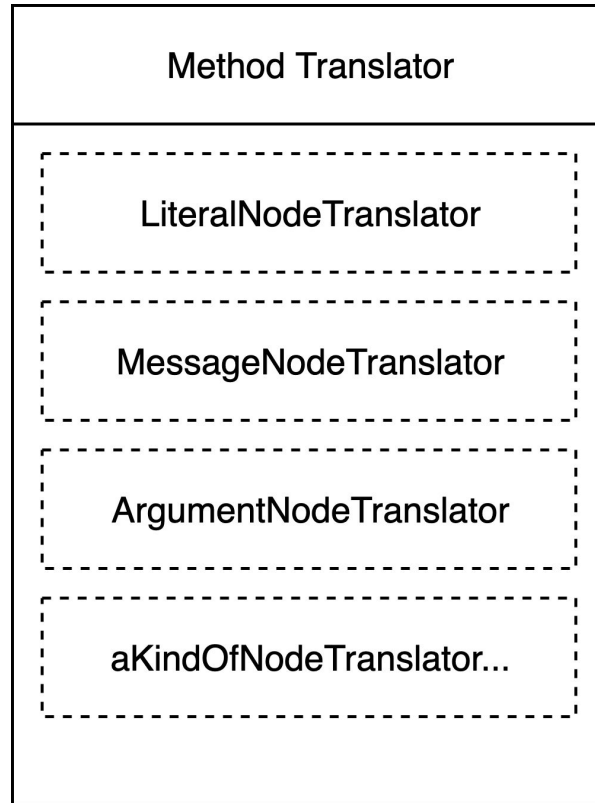 Method Translator
LiteralNodeTranslator
MessageNodeTranslator
ArgumentNodeTranslator
aKindOfNodeTranslator...